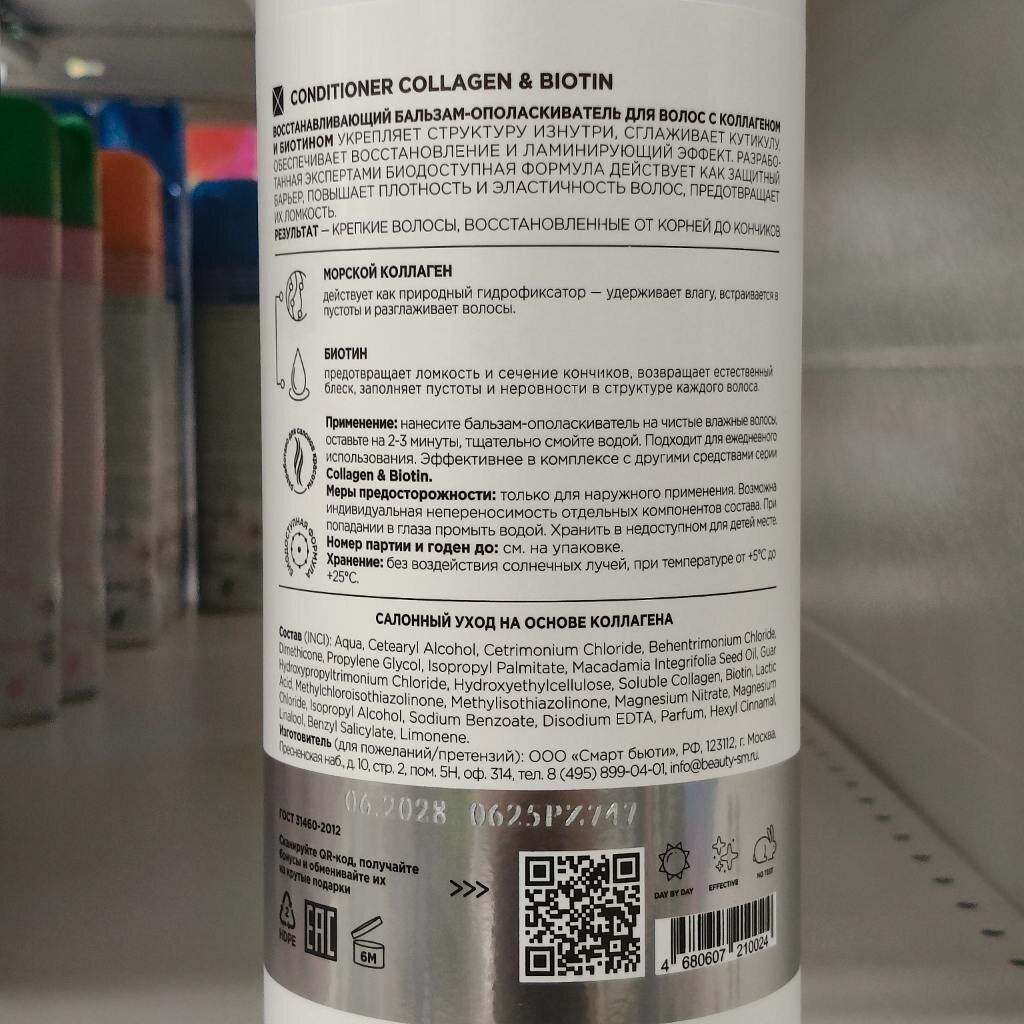 CONDITIONER COLLAGEN & BIOTIN
ВОССТАНАВЛИВАЮЩИЙ БАЛЬЗАМ-ОПОЛАСКИВАТЕЛЬ ДЛЯ ВОЛОС С КОЛЛАГЕНОМ
И БИОТИНОМ УКРЕПЛЯЕТ СТРУКТУРУ ИЗНУТРИ, СГЛАЖИВАЕТ КУТИКУЛУ,
ОБЕСПЕЧИВАЕТ ВОССТАНОВЛЕНИЕ И ЛАМИНИРУЮЩИЙ ЭФФЕКТ. РАЗРАБО-
ТАННАЯ ЭКСПЕРТАМИ БИОДОСТУПНАЯ ФОРМУЛА ДЕЙСТВУЕТ КАК ЗАЩИТНЫЙ
БАРЬЕР, ПОВЫШАЕТ ПЛОТНОСТЬ И ЭЛАСТИЧНОСТЬ ВОЛОС, ПРЕДОТВРАЩАЕТ
ИХ ЛОМКОСТЬ.
РЕЗУЛЬТАТ – КРЕПКИЕ ВОЛОСЫ, ВОССТАНОВЛЕННЫЕ ОТ КОРНЕЙ ДО КОНЧИКОВ.
МОРСКОЙ КОЛЛАГЕН
действует как природный гидрофиксатор — удерживает влагу, встраивается в
пустоты и разглаживает волосы.
БИОТИН
предотвращает ломкость и сечение кончиков, возвращает естественный
блеск, заполняет пустоты и неровности в структуре каждого волоса.
Разработано для салонов красоты
Применение: нанесите бальзам-ополаскиватель на чистые влажные волосы,
оставьте на 2-3 минуты, тщательно смойте водой. Подходит для ежедневного
использования. Эффективнее в комплексе с другими средствами серии
Collagen & Biotin.
Меры предосторожности: только для наружного применения. Возможна
индивидуальная непереносимость отдельных компонентов состава. При
попадании в глаза промыть водой. Хранить в недоступном для детей месте.
БИОДОСТУПНАЯ ФОРМУЛА
Номер партии и годен до: см. на упаковке.
Хранение: без воздействия солнечных лучей, при температуре от +5°C до
+25°C.
САЛОННЫЙ УХОД НА ОСНОВЕ КОЛЛАГЕНА
Состав (INCI): Aqua, Cetearyl Alcohol, Cetrimonium Chloride, Behentrimonium Chloride,
Dimethicone, Propylene Glycol, Isopropyl Palmitate, Macadamia Integrifolia Seed Oil, Guar
Hydroxypropyltrimonium Chloride, Hydroxyethylcellulose, Soluble Collagen, Biotin, Lactic
Acid, Methylchloroisothiazolinone, Methylisothiazolinone, Magnesium Nitrate, Magnesium
Chloride, Isopropyl Alcohol, Sodium Benzoate, Disodium EDTA, Parfum, Hexyl Cinnamal,
Linalool, Benzyl Salicylate, Limonene.
Изготовитель (для пожеланий/претензий): ООО «Смарт бьюти», РФ, 123112, г. Москва,
Пресненская наб., д. 10, стр. 2, пом. 5Н, оф. 314, тел. 8 (495) 899-04-01, info@beauty-sm.ru.
06.2028 0625PZ747
ГОСТ 31460-2012
Сканируйте QR-код, получайте
бонусы и обменивайте их
на крутые подарки
>>>
DAY BY DAY
EFFECTIVE
NO TEST
2
HDPE
EAC
6M
4 680607 210024